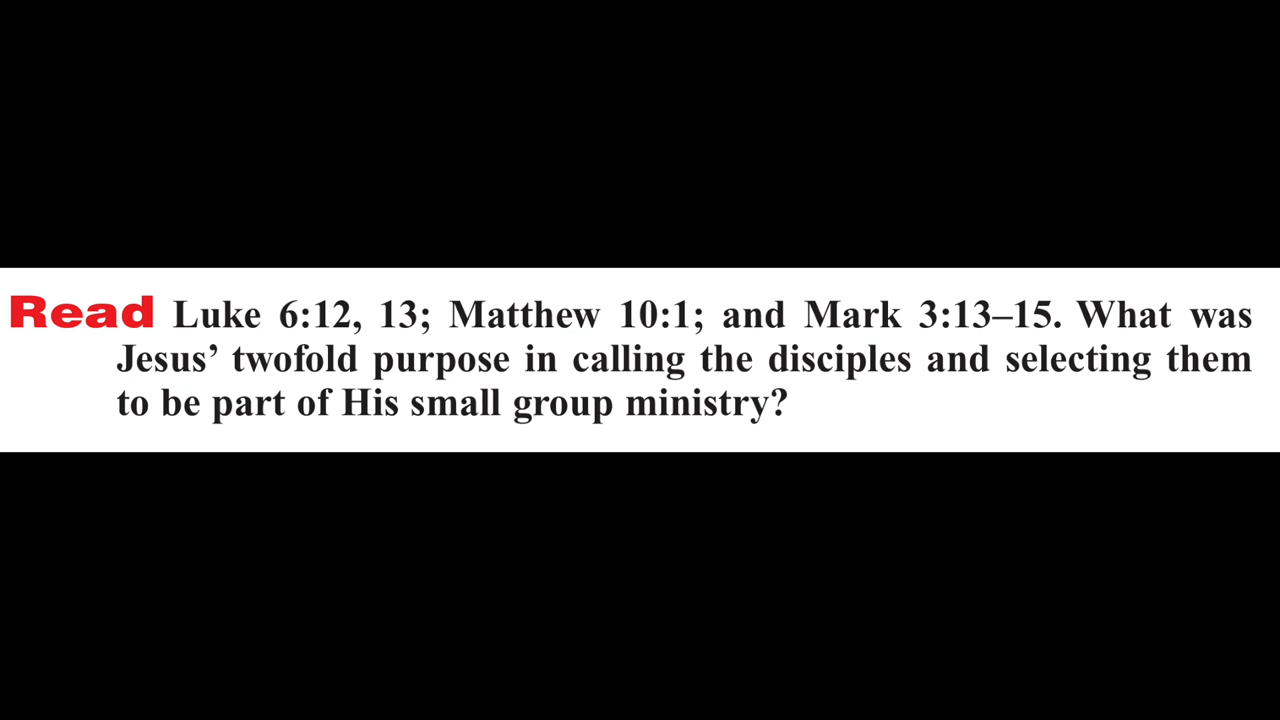 Read Luke 6:12, 13; Matthew 10:1; and Mark 3:13–15. What was
Jesus’ twofold purpose in calling the disciples and selecting them
to be part of His small group ministry?